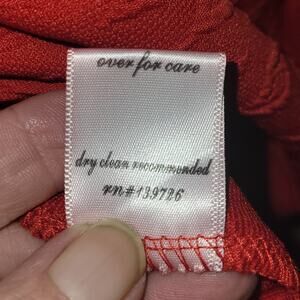 over for care
dry clean recommended
rn#139726